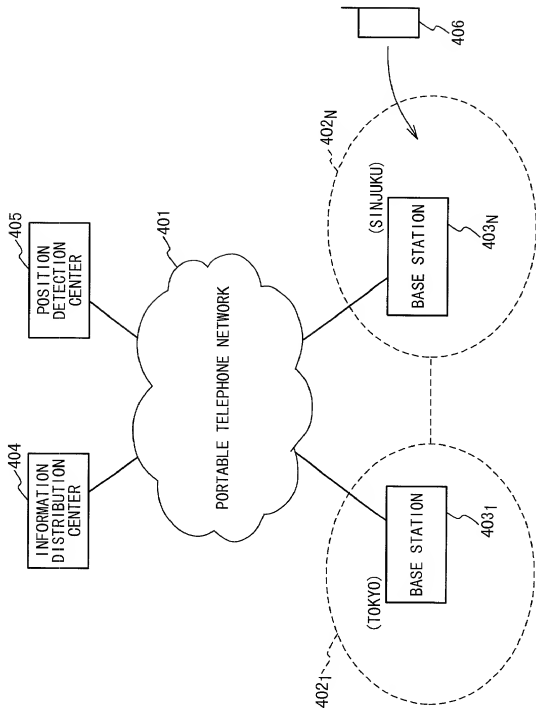 404
INFORMATION
DISTRIBUTION
CENTER
405
POSITION
DETECTION
CENTER
401
PORTABLE TELEPHONE NETWORK
4021
(TOKYO)
BASE STATION
4031
402N
(SINJUKU)
BASE STATION
403N
406